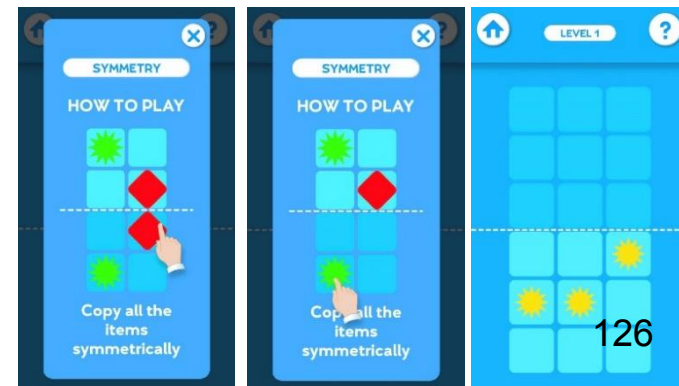 ?
SYMMETRY
HOW TO PLAY
Copy all the
items
symmetrically
?
SYMMETRY
HOW TO PLAY
Copy all the
items
symmetrically
LEVEL 1
?
126